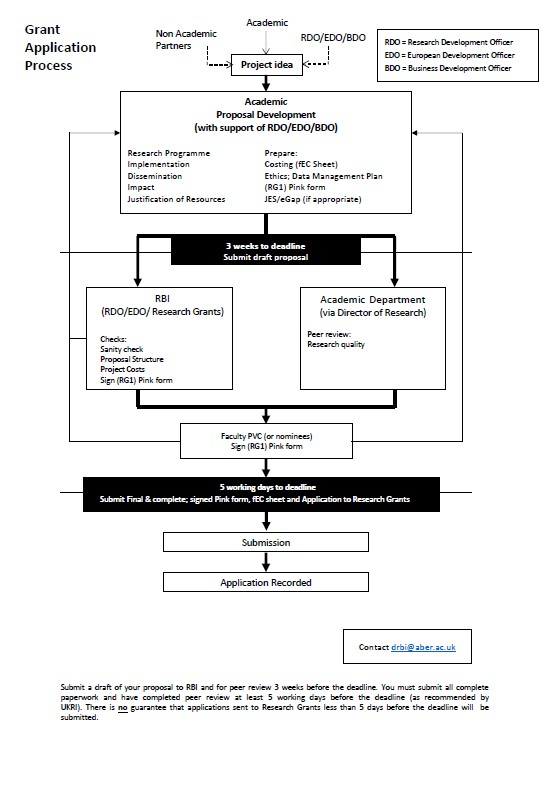 Grant
Application
Process
Academic
Non Academic
Partners
RDO/EDO/BDO
RDO = Research Development Officer
EDO = European Development Officer
BDO = Business Development Officer
Project idea
Academic
Proposal Development
(with support of RDO/EDO/BDO)
Research Programme
Implementation
Dissemination
Impact
Justification of Resources
Prepare:
Costing (fEC Sheet)
Ethics; Data Management Plan
(RG1) Pink form
JES/eGap (if appropriate)
3 weeks to deadline
Submit draft proposal
RBI
(RDO/EDO/ Research Grants)
Checks:
Sanity check
Proposal Structure
Project Costs
Sign (RG1) Pink form
Academic Department
(via Director of Research)
Peer review:
Research quality
Faculty PVC (or nominees)
Sign (RG1) Pink form
5 working days to deadline
Submit Final & complete; signed Pink form, fEC sheet and Application to Research Grants
Submission
Application Recorded
Contact drbi@aber.ac.uk
Submit a draft of your proposal to RBI and for peer review 3 weeks before the deadline. You must submit all complete
paperwork and have completed peer review at least 5 working days before the deadline (as recommended by
UKRI). There is no guarantee that applications sent to Research Grants less than 5 days before the deadline will be
submitted.